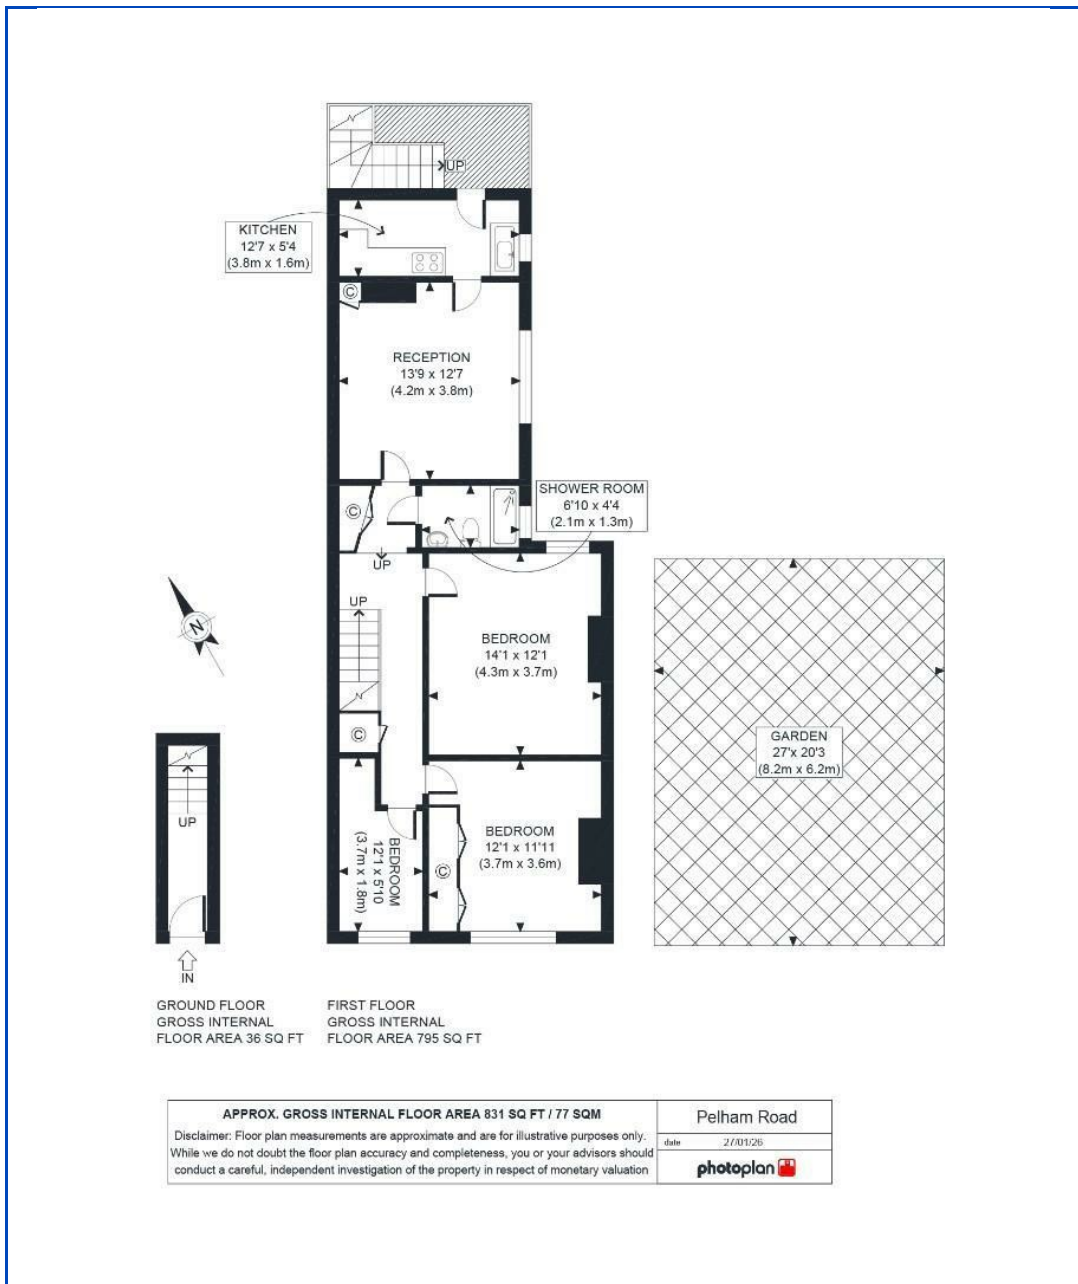 UP
KITCHEN
12'7 x 5'4
(3.8m x 1.6m)
C
RECEPTION
13'9 x 12'7
(4.2m x 3.8m)
SHOWER ROOM
6'10 x 4'4
(2.1m x 1.3m)
C
UP
UP
BEDROOM
14'1 x 12'1
(4.3m x 3.7m)
N
C
GARDEN
27'x 20'3
(8.2m x 6.2m)
UP
BEDROOM
12'1 x 5'10
(3.7m x 1.8m)
BEDROOM
12'1 x 11'11
(3.7m x 3.6m)
C
IN
GROUND FLOOR
GROSS INTERNAL
FLOOR AREA 36 SQ FT
FIRST FLOOR
GROSS INTERNAL
FLOOR AREA 795 SQ FT
APPROX. GROSS INTERNAL FLOOR AREA 831 SQ FT / 77 SQM
Disclaimer: Floor plan measurements are approximate and are for illustrative purposes only.
While we do not doubt the floor plan accuracy and completeness, you or your advisors should
conduct a careful, independent investigation of the property in respect of monetary valuation
Pelham Road
date 27/01/26
photoplan